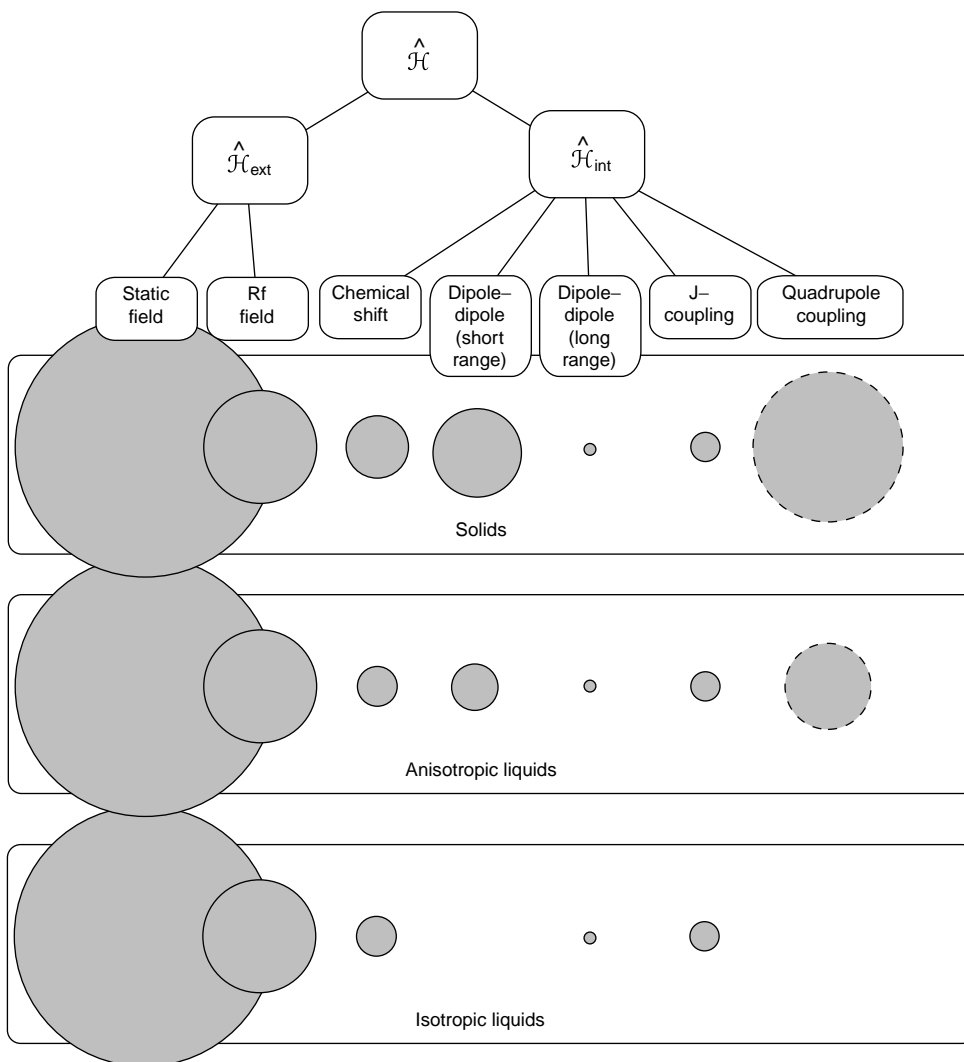 Ĥ
Ĥext
Ĥint
Static
field
Rf
field
Chemical
shift
Dipole–
dipole
(short
range)
Dipole–
dipole
(long
range)
J–
coupling
Quadrupole
coupling
Solids
Anisotropic liquids
Isotropic liquids